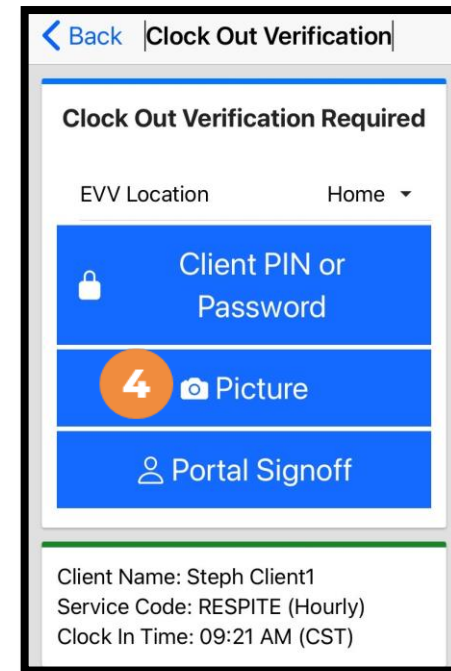 Back Clock Out Verification
Clock Out Verification Required
EVV Location Home
Client PIN or
Password
4 Picture
Portal Signoff
Client Name: Steph Client1
Service Code: RESPITE (Hourly)
Clock In Time: 09:21 AM (CST)